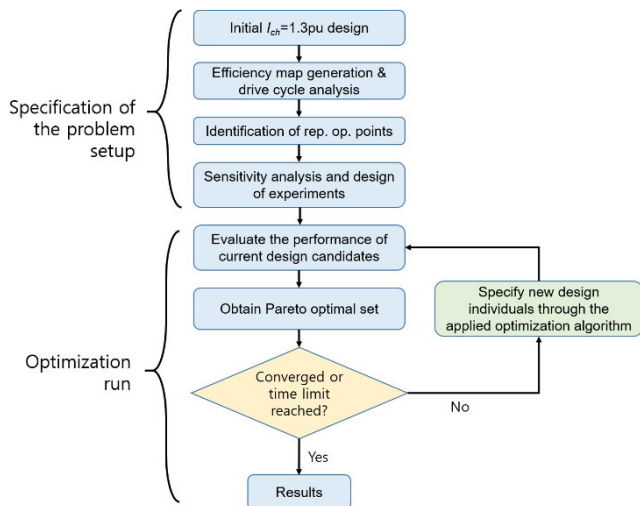 Initial Ich=1.3pu design
Efficiency map generation &
drive cycle analysis
Specification of
the problem
setup
Identification of rep. op. points
Sensitivity analysis and design
of experiments
Evaluate the performance of
current design candidates
Obtain Pareto optimal set
Specify new design
individuals through the
applied optimization algorithm
Optimization
run
Converged or
time limit
reached?
No
Yes
Results